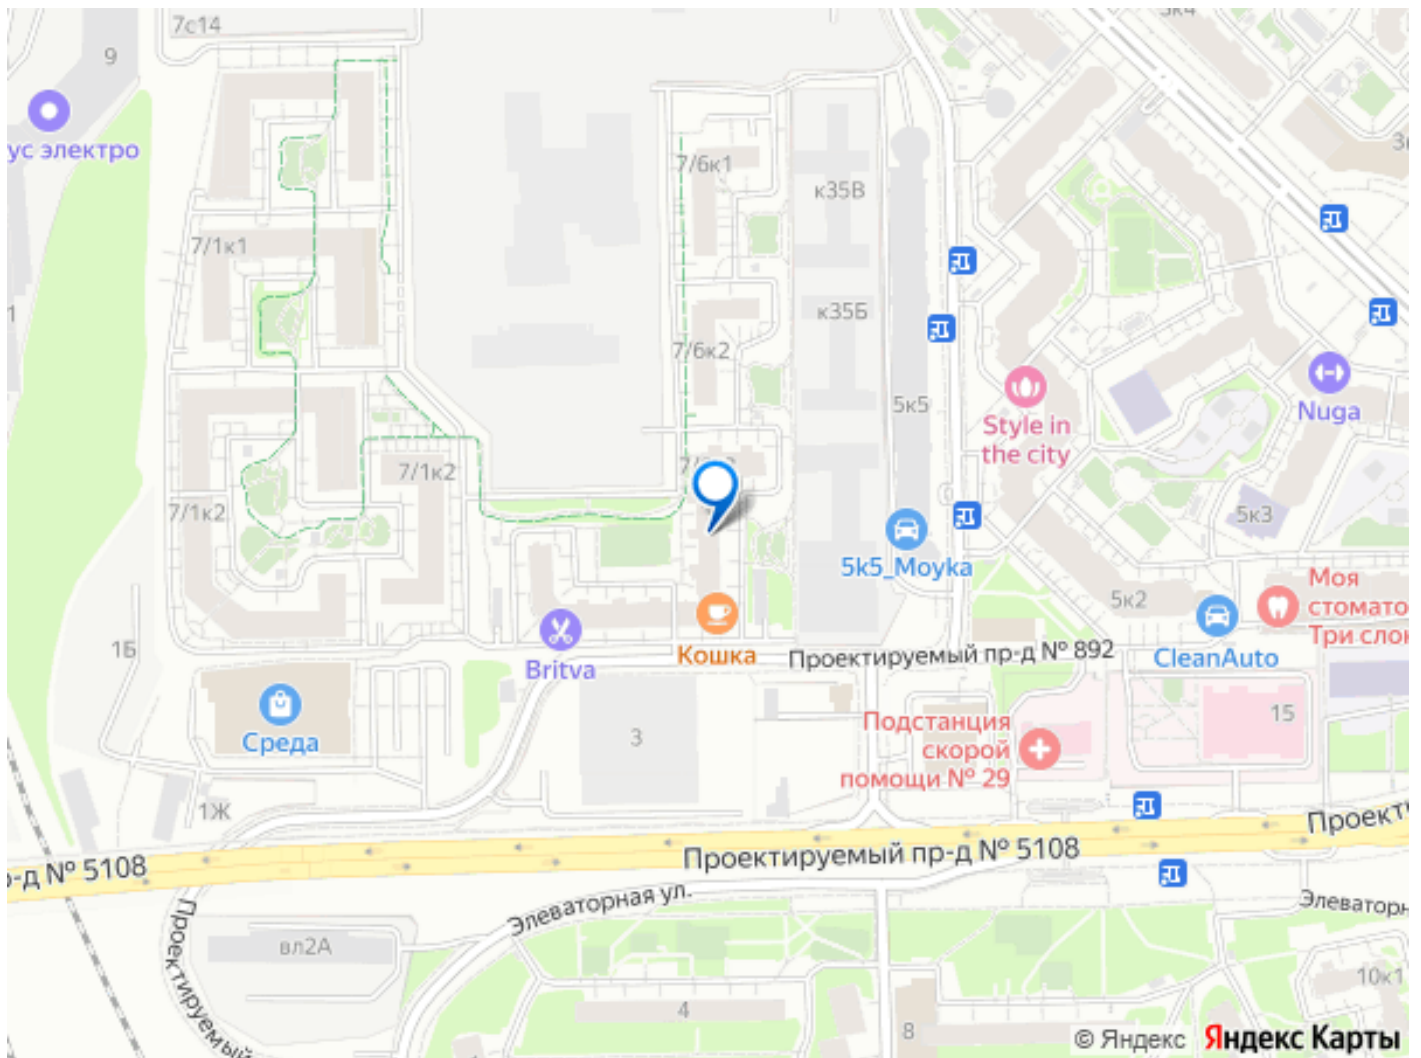 7с14
9
ус электро
7/1к1
7/6к1
к35В
к35Б
7/6к2
5к5
Style in
the city
Nuga
7/1к2
7/1к2
5к3
5k5_Moyka
5к2
Моя
стомато
Три слон
CleanAuto
1Б
Britva
Кошка
Проектируемый пр-д № 892
Среда
3
Подстанция
скорой
помощи № 29
15
1Ж
Проект
-д № 5108
Проектируемый пр-д № 5108
Элеваторная ул.
Элеваторн
Проектируемый
вл2А
4
8
10к1
© Яндекс Яндекс Карты